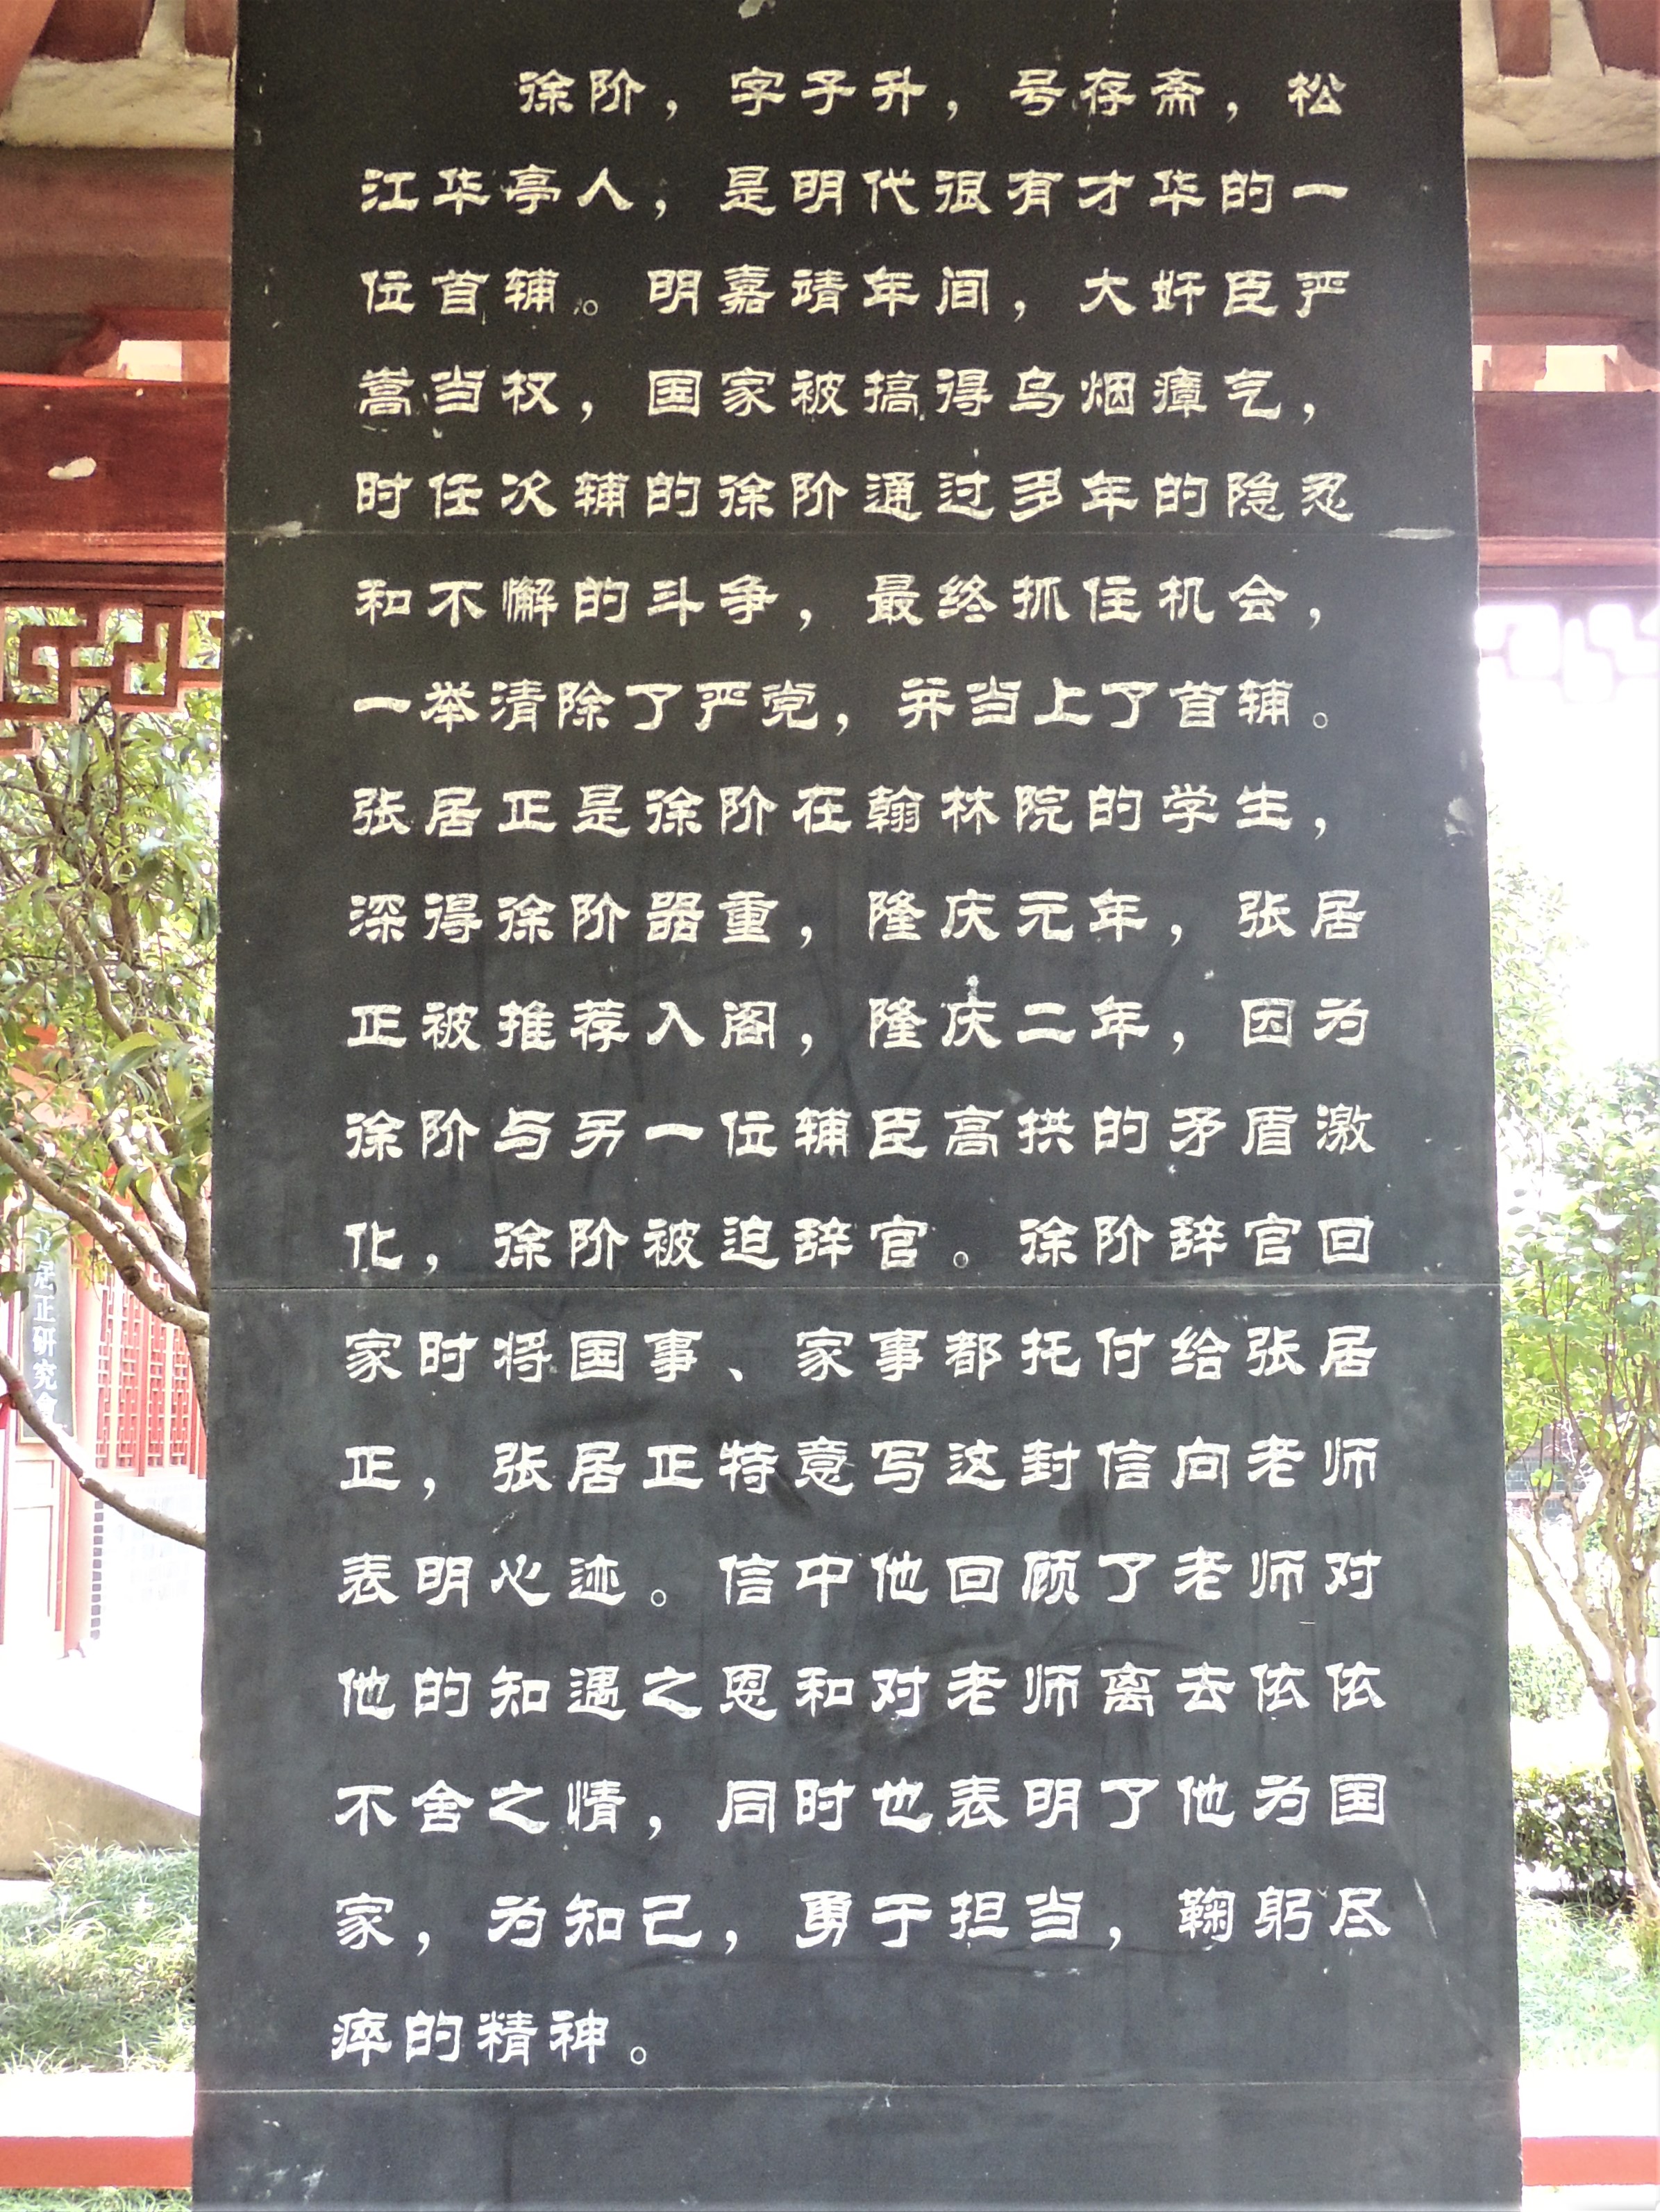 徐阶，字子升，号存斋，松
江华亭人，是明代很有才华的一
位首辅。明嘉靖年间，大奸臣严
嵩当权，国家被搞得乌烟瘴气，
时任次辅的徐阶通过多年的隐忍
和不懈的斗争，最终抓住机会，
一举清除了严党，并当上了首辅。
张居正是徐阶在翰林院的学生，
深得徐阶器重，隆庆元年，张居
正被推荐入阁，隆庆二年，因为
徐阶与另一位辅臣高拱的矛盾激
化，徐阶被迫辞官。徐阶辞官回
家时将国事、家事都托付给张居
正，张居正特意写这封信向老师
表明心迹。信中他回顾了老师对
他的知遇之恩和对老师离去依依
不舍之情，同时也表明了他为国
家，为知己，勇于担当，鞠躬尽
瘁的精神。
居正研究会